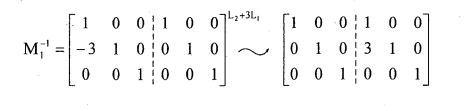 M₁⁻¹ = [ 1 0 0 ¦ 1 0 0 ] L₂+3L₁ [ 1 0 0 ¦ 1 0 0 ]
[ −3 1 0 ¦ 0 1 0 ] ~ [ 0 1 0 ¦ 3 1 0 ]
[ 0 0 1 ¦ 0 0 1 ] [ 0 0 1 ¦ 0 0 1 ]